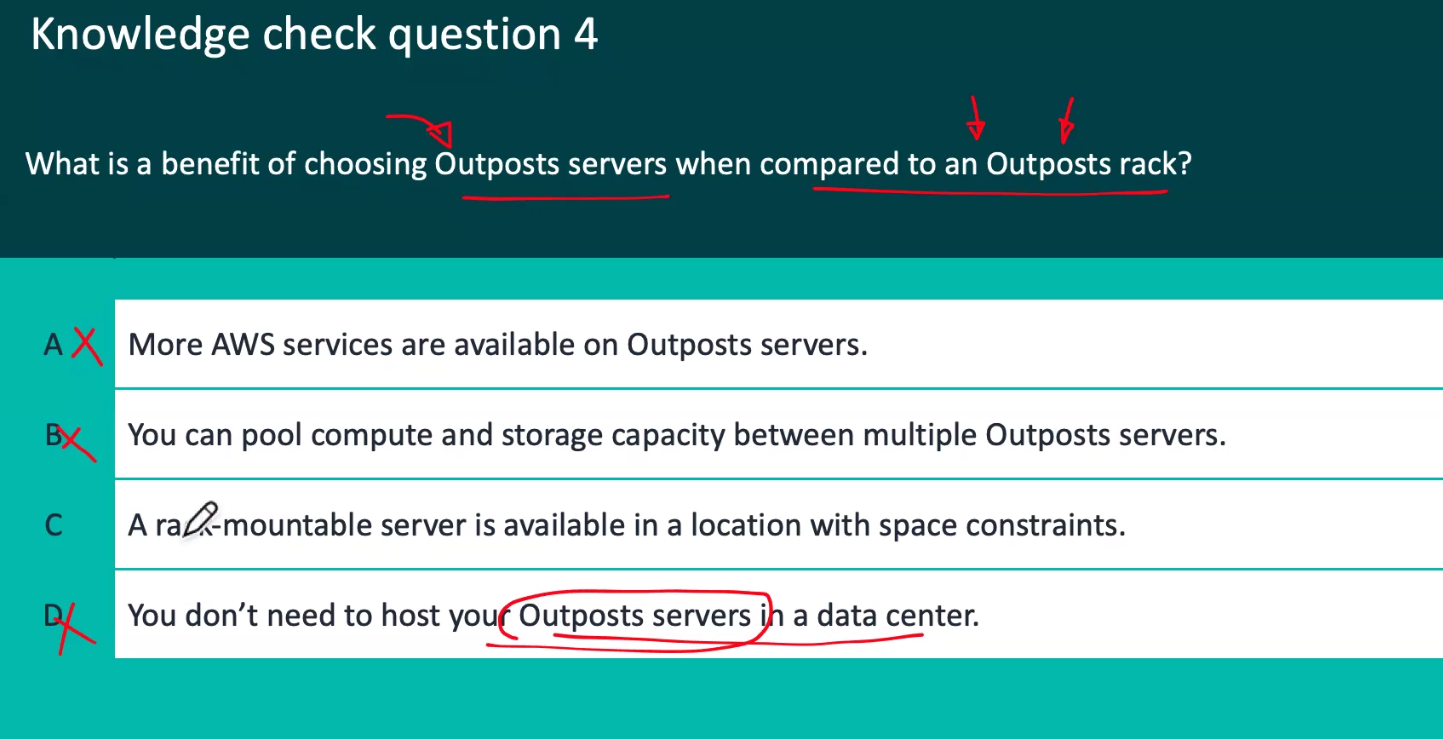 Knowledge check question 4
What is a benefit of choosing Outposts servers when compared to an Outposts rack?
A More AWS services are available on Outposts servers.
B You can pool compute and storage capacity between multiple Outposts servers.
C A rack-mountable server is available in a location with space constraints.
D You don’t need to host your Outposts servers in a data center.